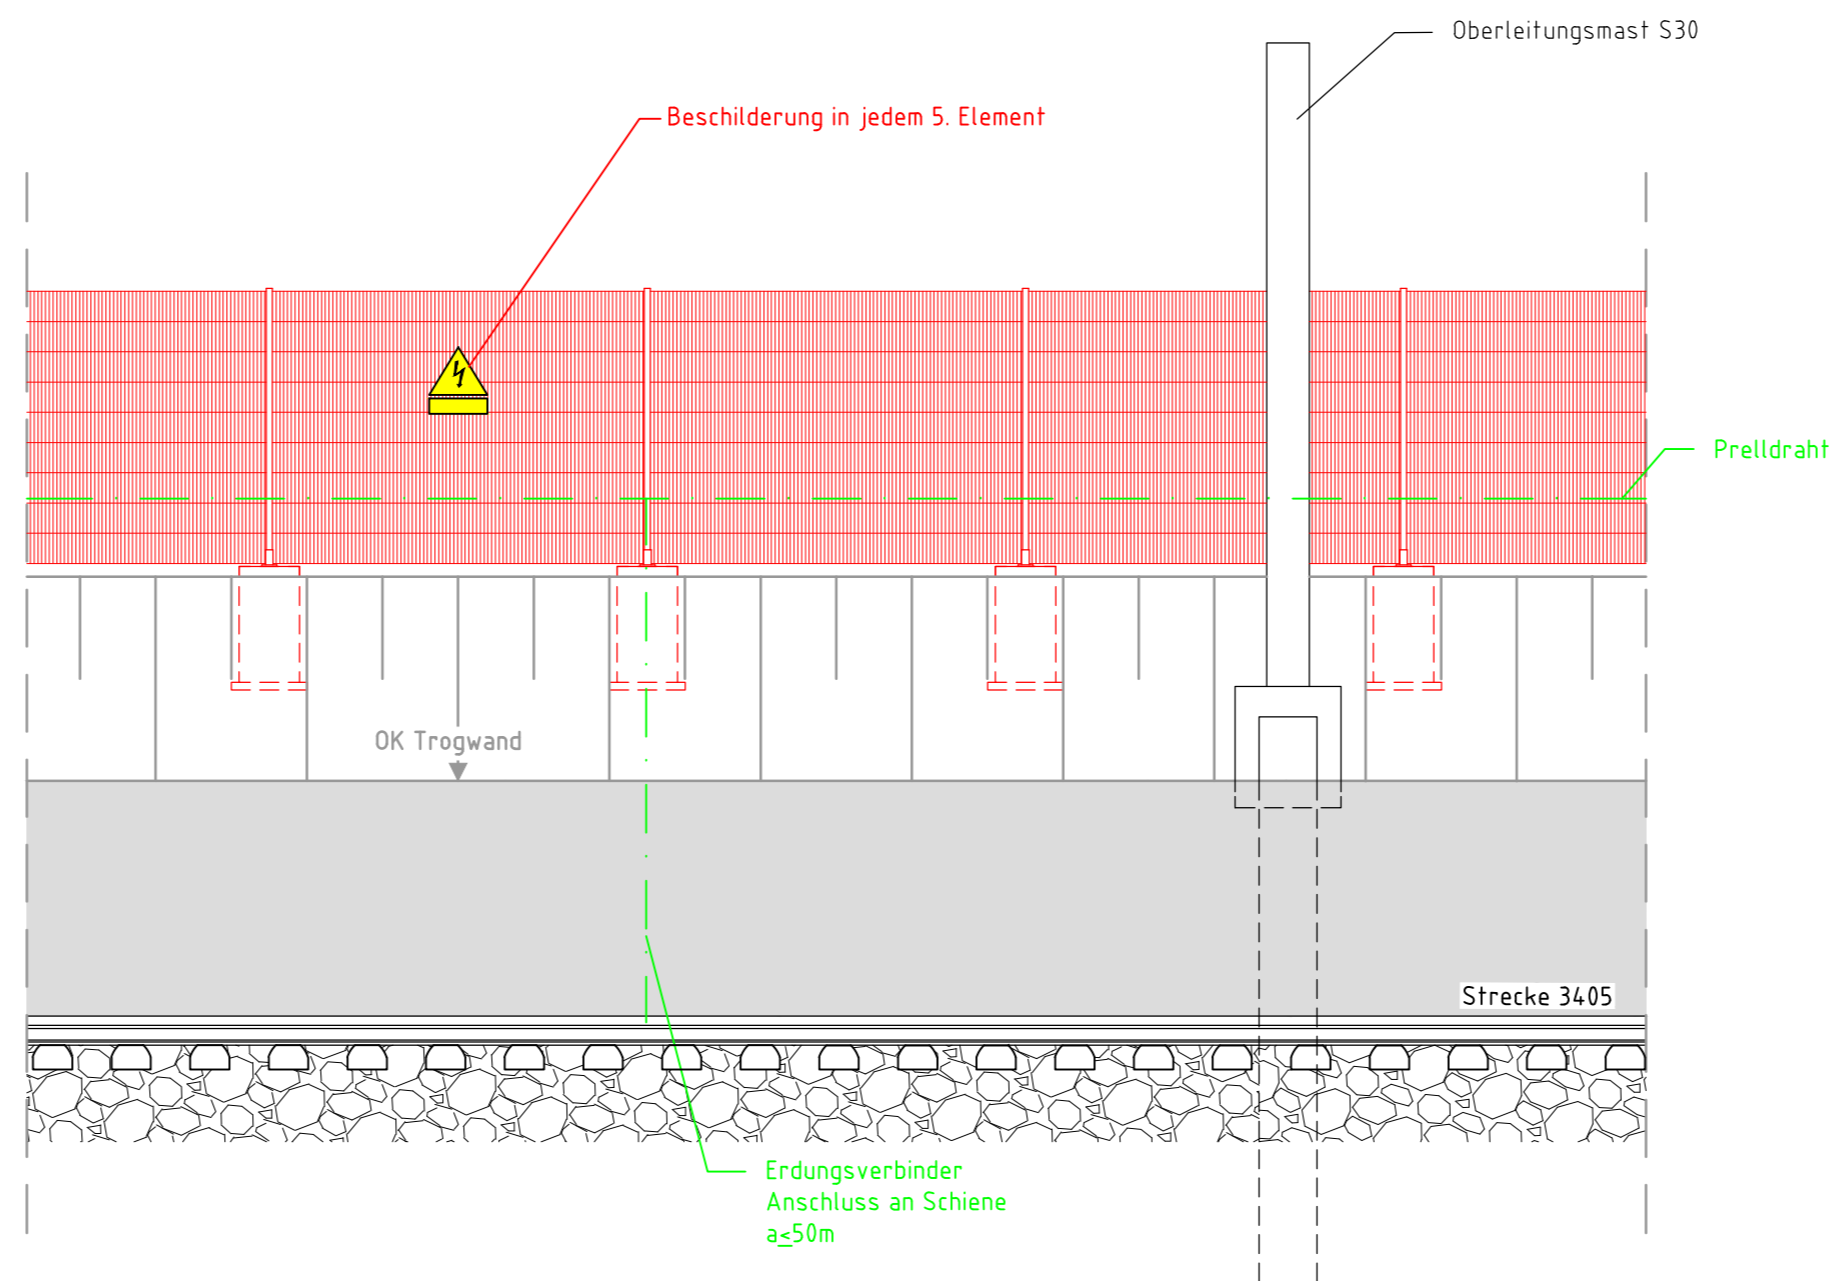 Oberleitungsmast S30
Beschilderung in jedem 5. Element
Prelldraht
OK Trogwand
Strecke 3405
Erdungsverbinder
Anschluss an Schiene
a≤50m